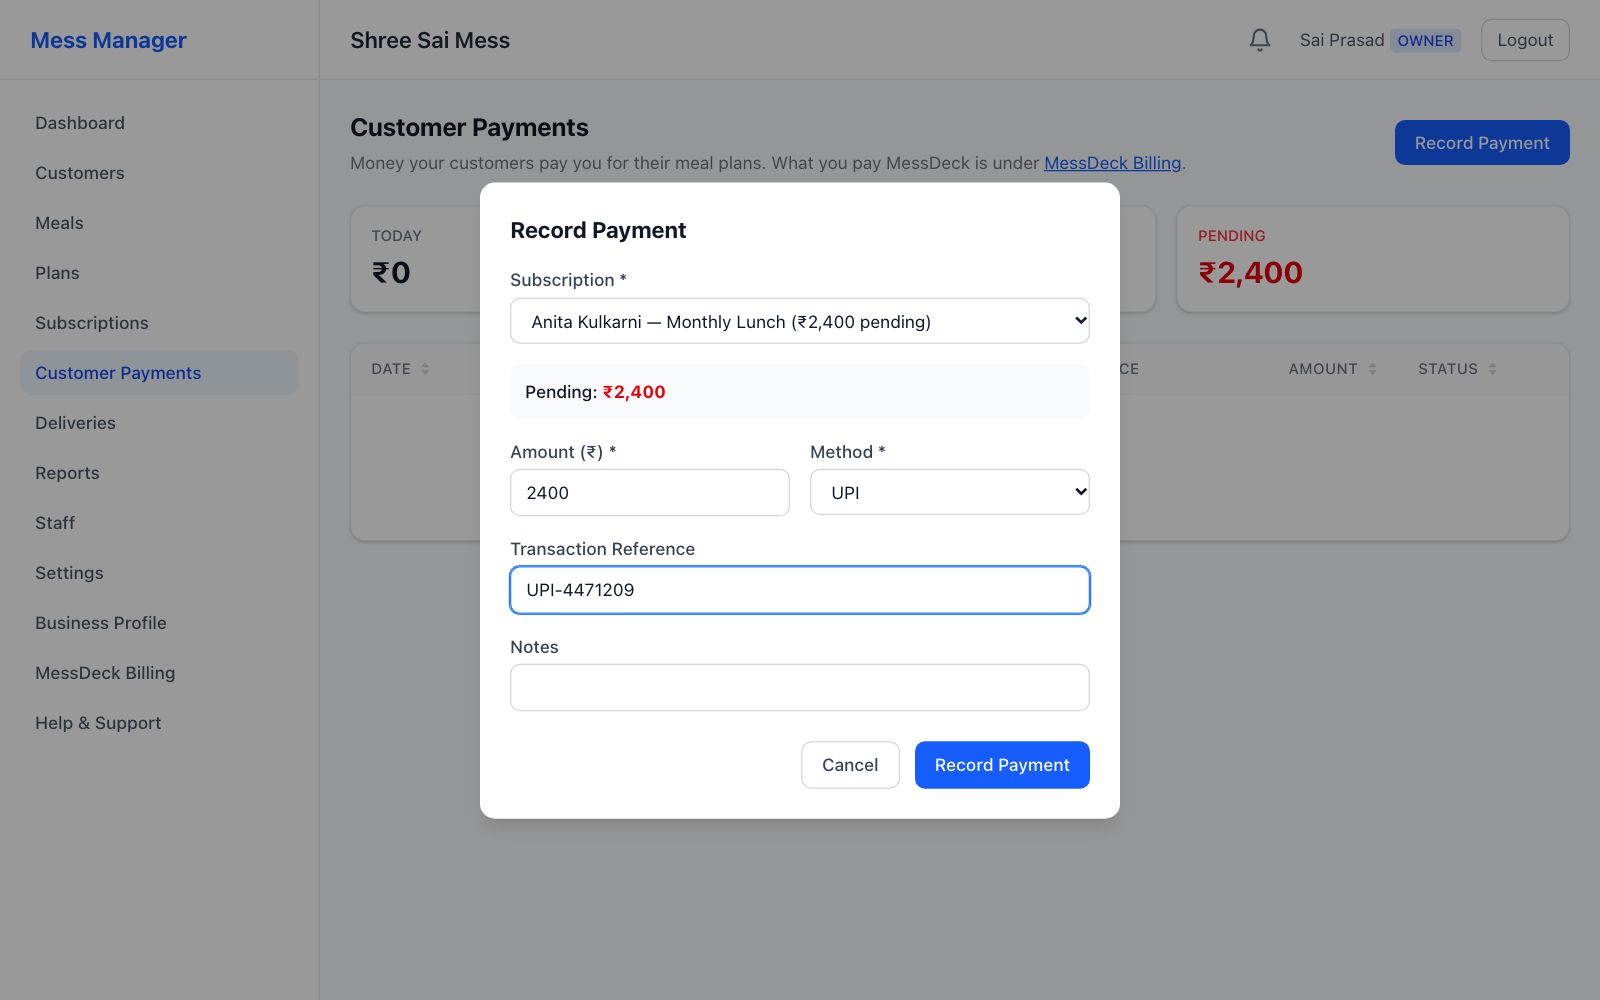 Mess Manager
Shree Sai Mess
Sai Prasad OWNER
Logout
Dashboard
Customers
Meals
Plans
Subscriptions
Customer Payments
Deliveries
Reports
Staff
Settings
Business Profile
MessDeck Billing
Help & Support
Customer Payments
Money your customers pay you for their meal plans. What you pay MessDeck is under MessDeck Billing.
Record Payment
TODAY
₹0
PENDING
₹2,400
DATE
CE
AMOUNT
STATUS
Record Payment
Subscription *
Anita Kulkarni — Monthly Lunch (₹2,400 pending)
Pending: ₹2,400
Amount (₹) *
Method *
2400
UPI
Transaction Reference
UPI-4471209
Notes
Cancel
Record Payment